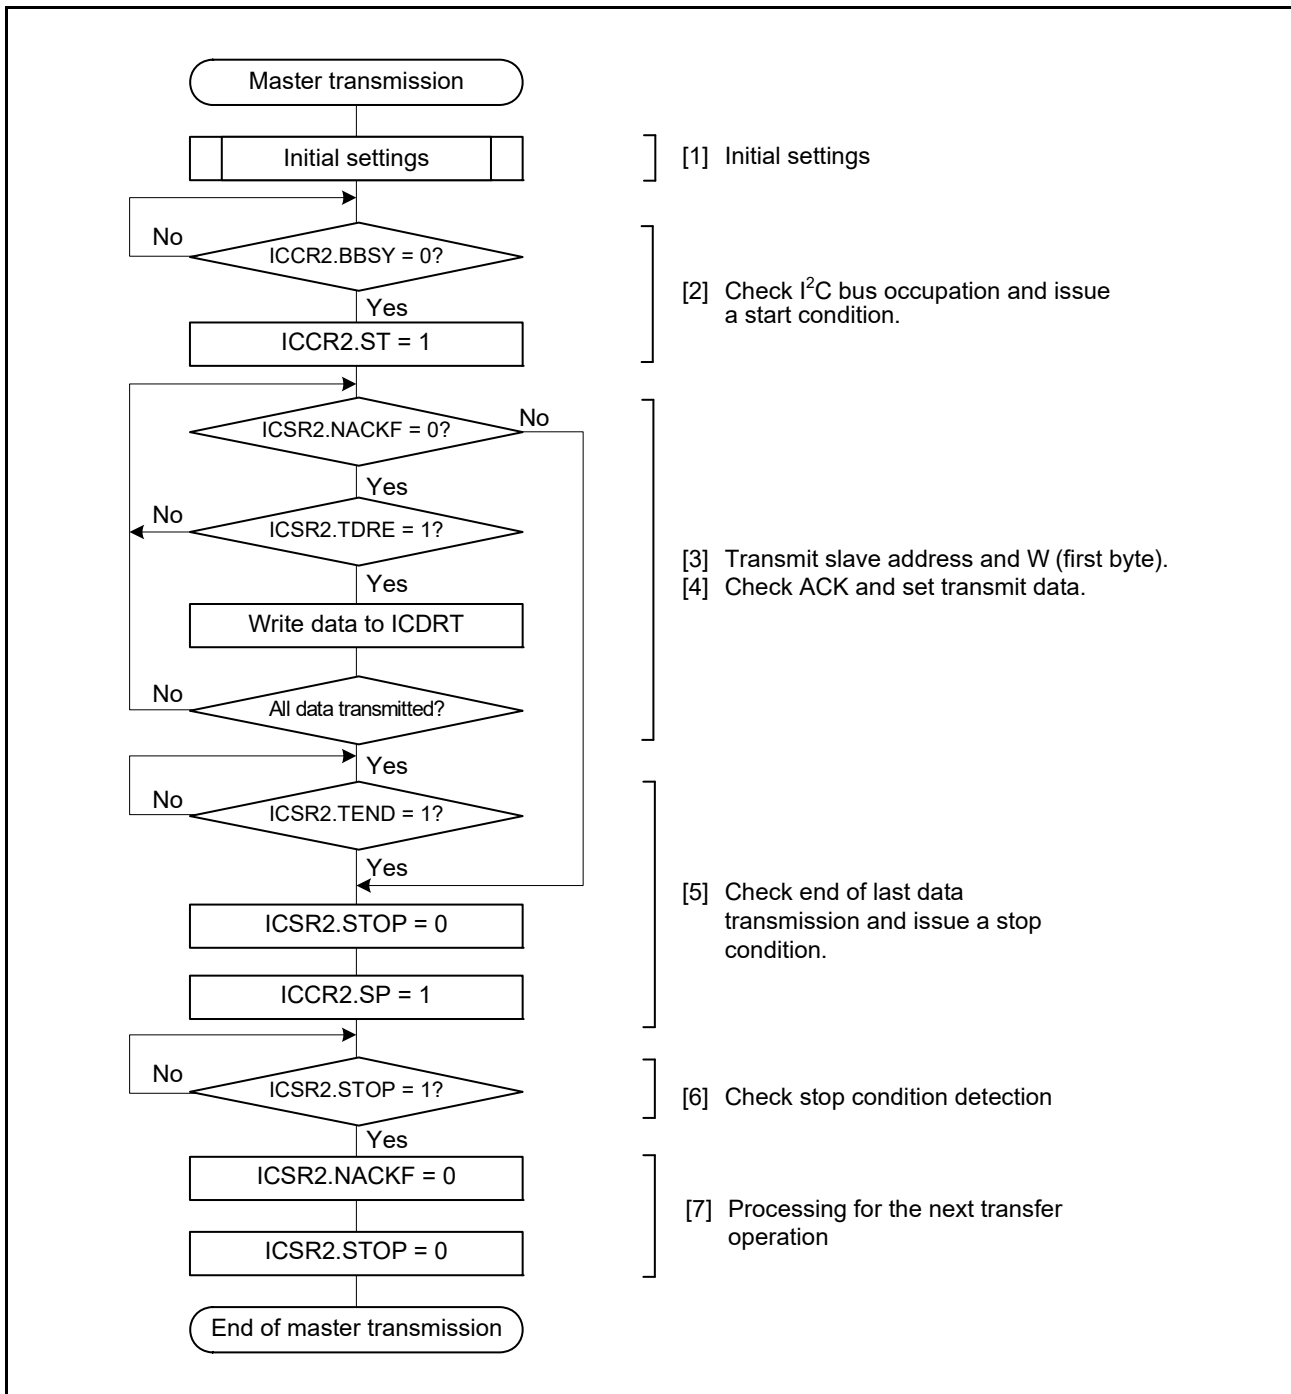 Master transmission
Initial settings
[1] Initial settings
No
ICCR2.BBSY = 0?
Yes
[2] Check I²C bus occupation and issue
a start condition.
ICCR2.ST = 1
No
ICSR2.NACKF = 0?
Yes
No
ICSR2.TDRE = 1?
Yes
[3] Transmit slave address and W (first byte).
[4] Check ACK and set transmit data.
Write data to ICDRT
No
All data transmitted?
Yes
No
ICSR2.TEND = 1?
Yes
[5] Check end of last data
transmission and issue a stop
condition.
ICSR2.STOP = 0
ICCR2.SP = 1
No
ICSR2.STOP = 1?
[6] Check stop condition detection
Yes
ICSR2.NACKF = 0
[7] Processing for the next transfer
operation
ICSR2.STOP = 0
End of master transmission